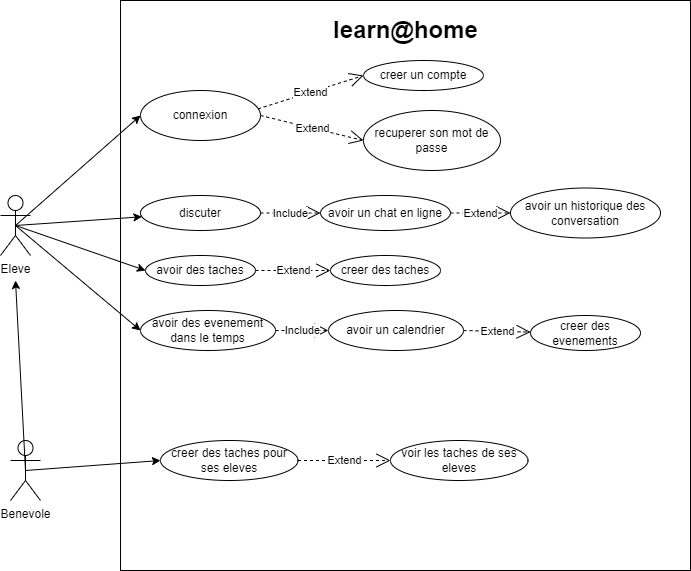 learn@home
creer un compte
Extend
connexion
Extend
recuperer son mot de
passe
discuter
Include
avoir un chat en ligne
Extend
avoir un historique des
conversation
Eleve
avoir des taches
Extend
creer des taches
avoir des evenement
dans le temps
Include
avoir un calendrier
Extend
creer des
evenements
creer des taches pour
ses eleves
Extend
voir les taches de ses
eleves
Benevole